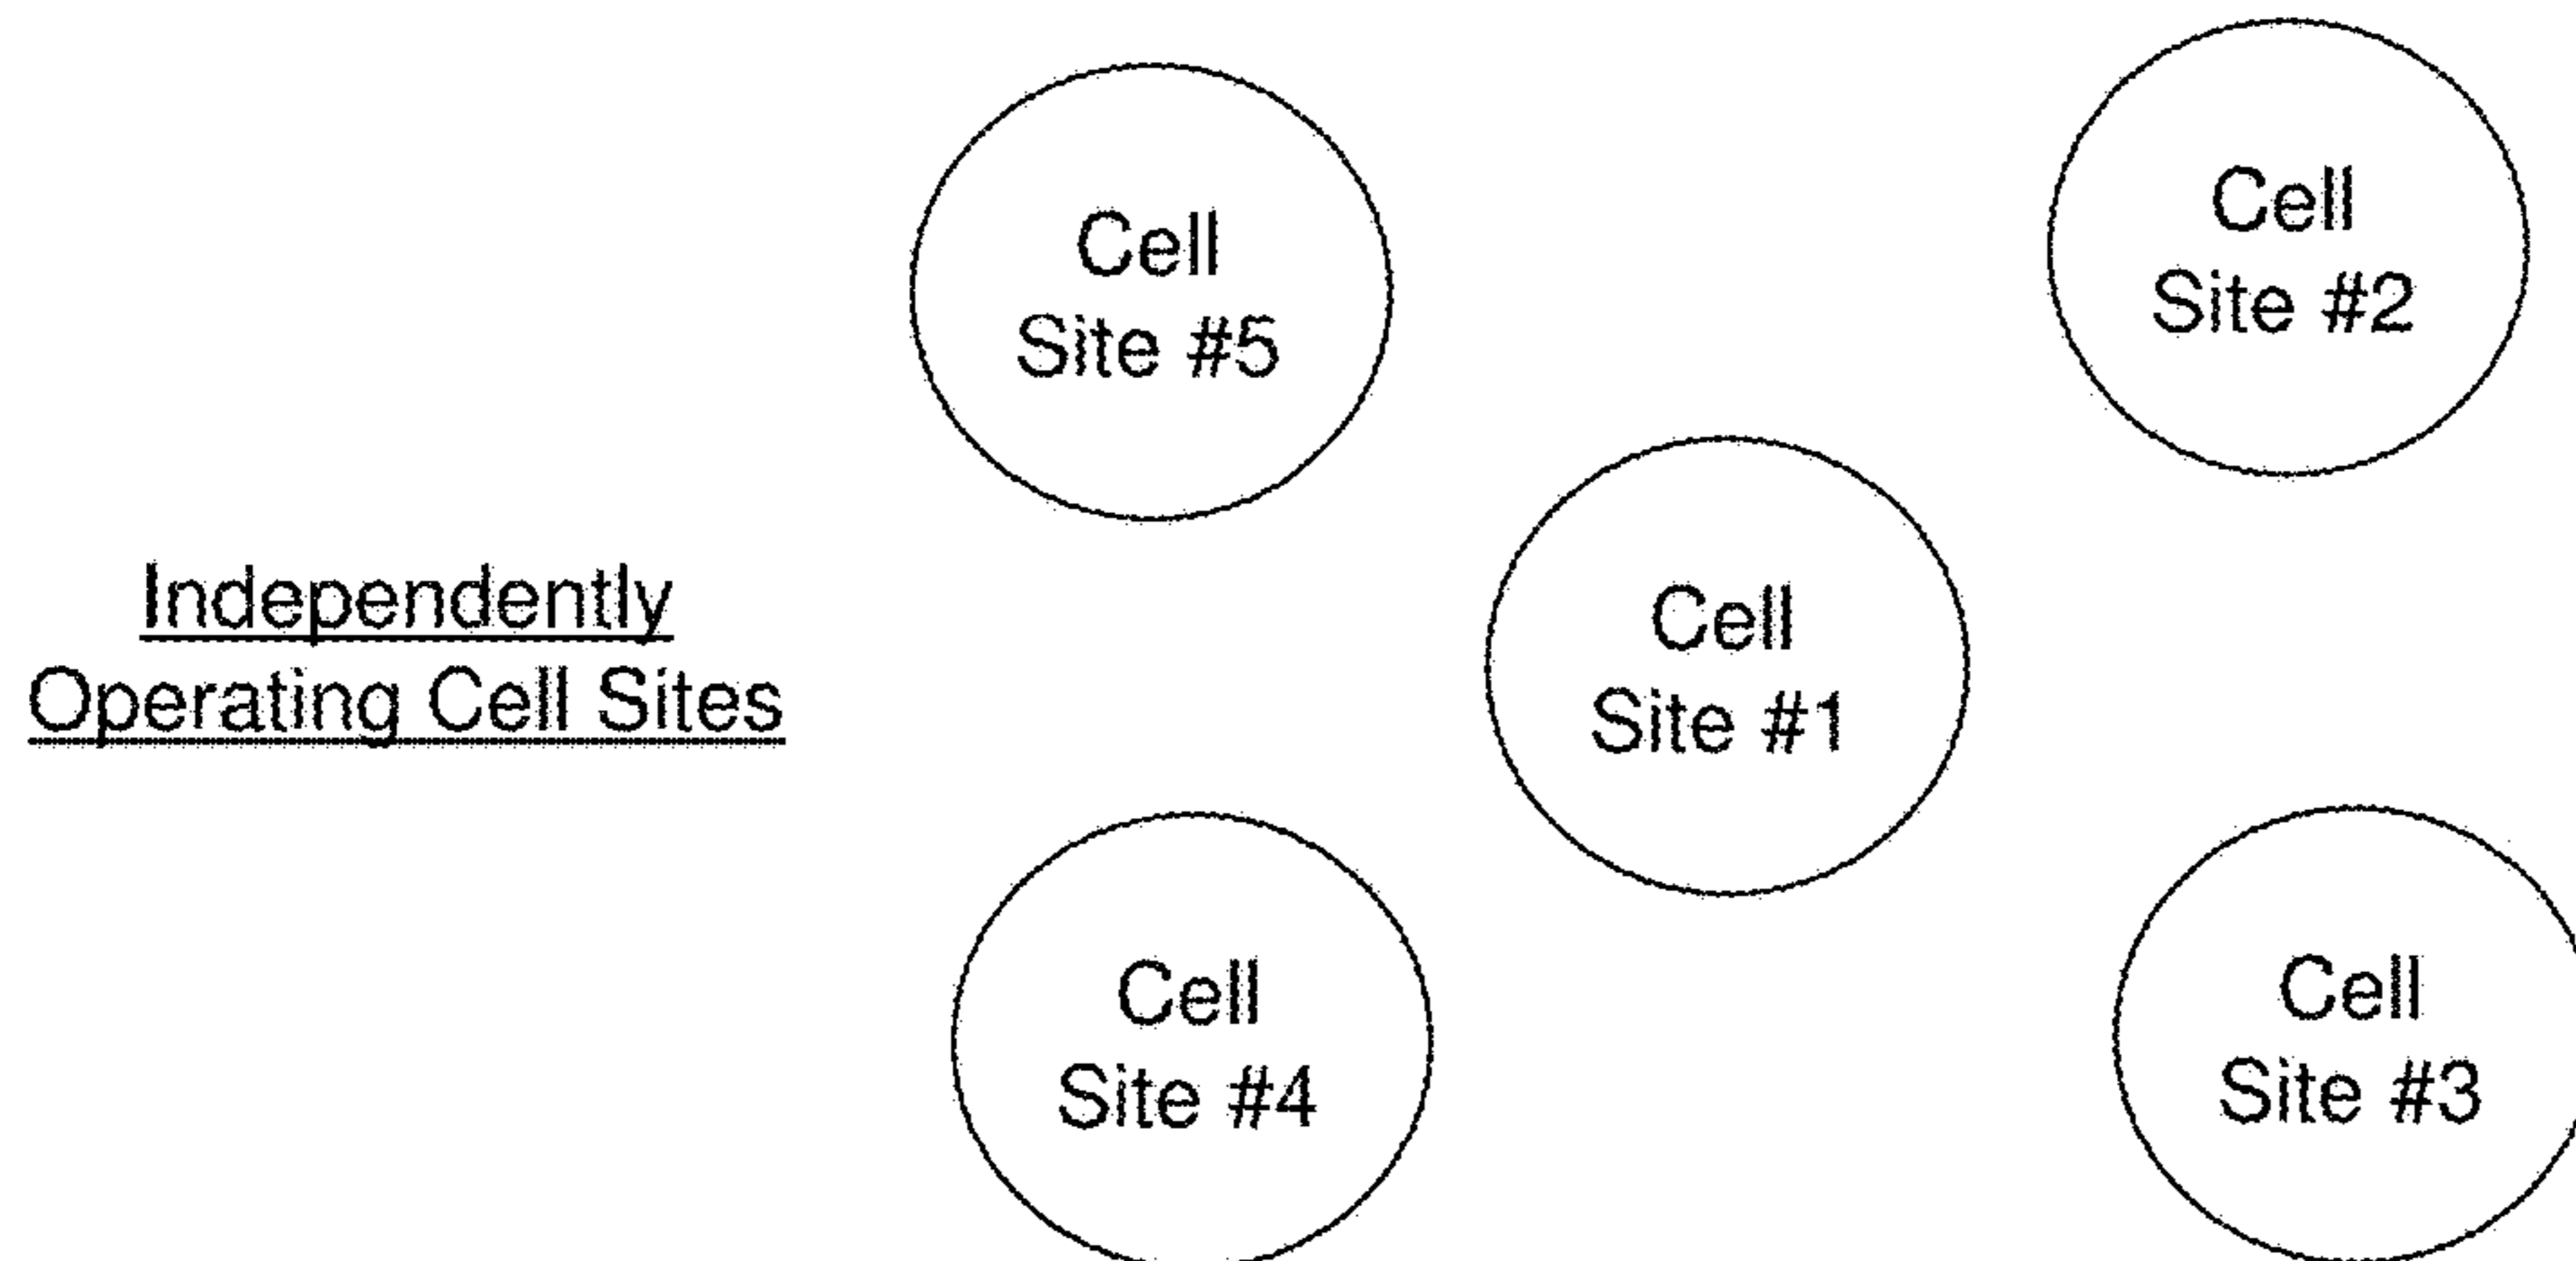 Independently
Operating Cell Sites
Cell
Site #5
Cell
Site #2
Cell
Site #1
Cell
Site #4
Cell
Site #3